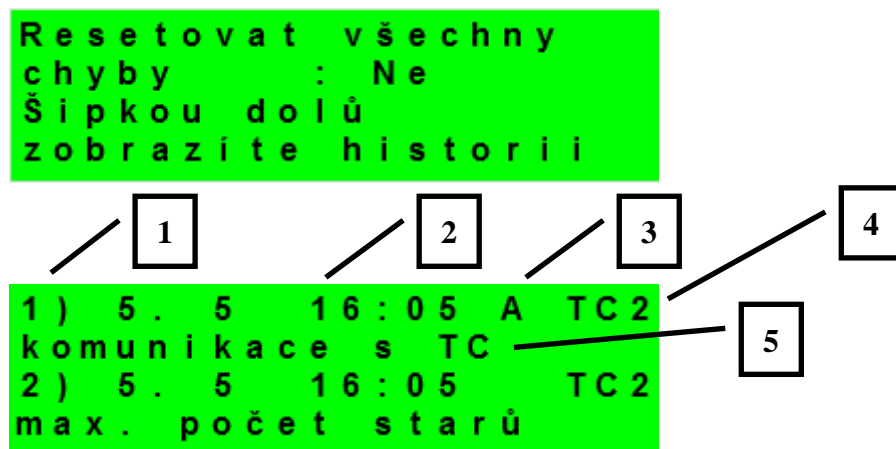 Resetovat všechny
chyby : Ne
Šipkou dolů
zobrazíte historii
1 2 3 4
1) 5. 5 16:05 A TC2
komunikace s TC
5
2) 5. 5 16:05 TC2
max. počet starů